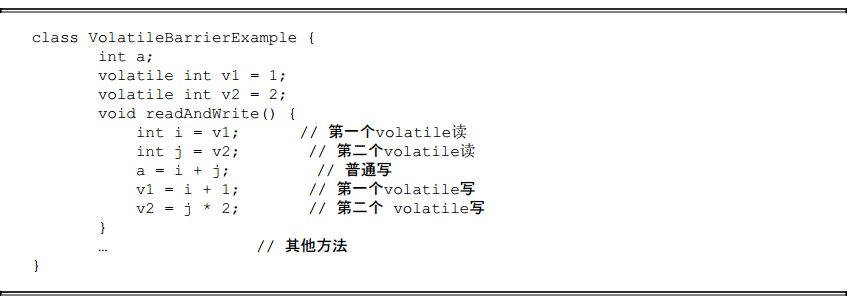 class VolatileBarrierExample {
int a;
volatile int v1 = 1;
volatile int v2 = 2;
void readAndWrite() {
int i = v1; // 第一个volatile读
int j = v2; // 第二个volatile读
a = i + j; // 普通写
v1 = i + 1; // 第一个volatile写
v2 = j * 2; // 第二个 volatile写
}
… // 其他方法
}